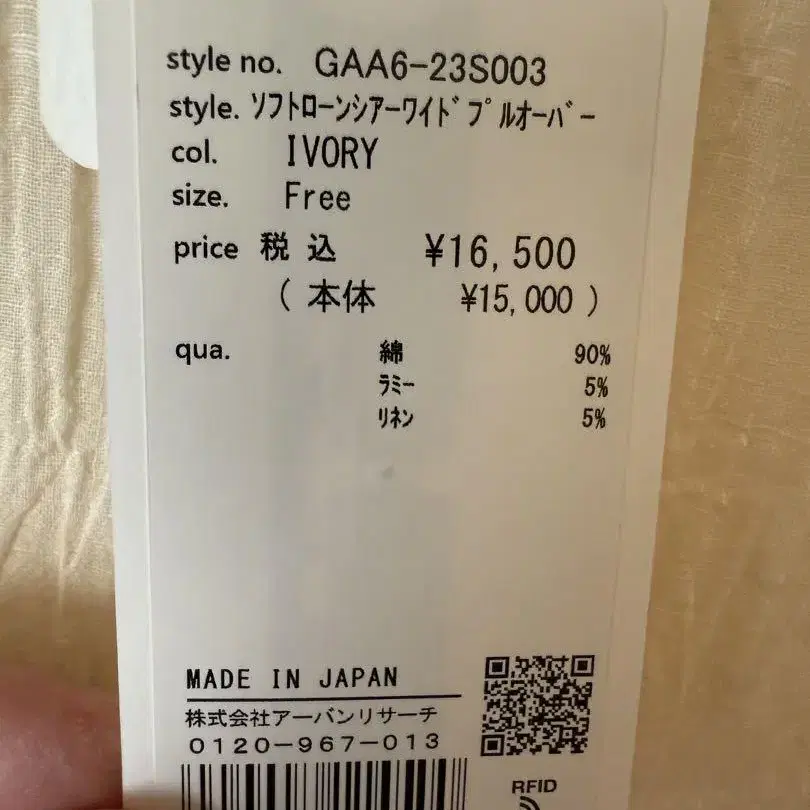 style no. GAA6-23S003
style. ソフトローンシアーワイドプルオーバー
col. IVORY
size. Free
price 税込 ¥16,500
(本体 ¥15,000)
qua. 綿 90%
ラミー 5%
リネン 5%
MADE IN JAPAN
株式会社アーバンリサーチ
0120-967-013
RFID